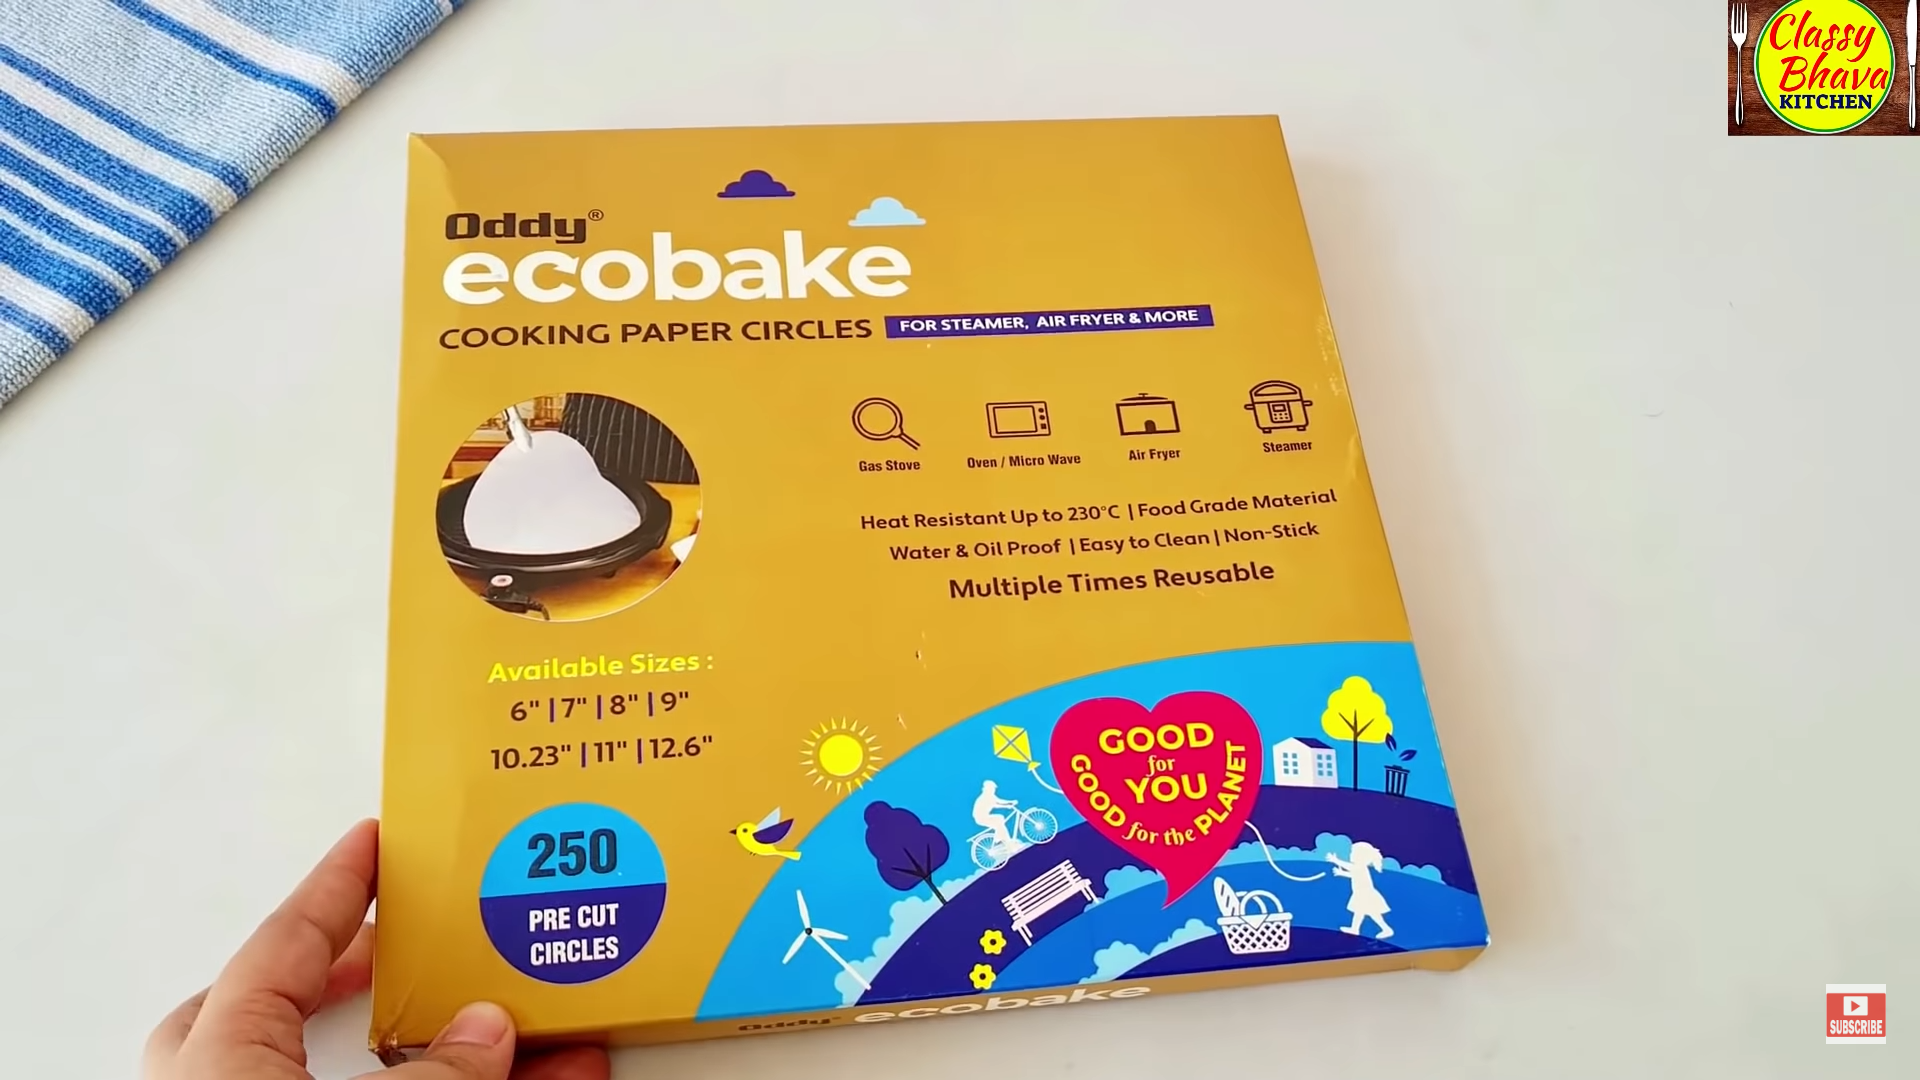 Classy
Bhava
KITCHEN
Oddy®
ecobake
COOKING PAPER CIRCLES
FOR STEAMER, AIR FRYER & MORE
Gas Stove
Oven / Micro Wave
Air Fryer
Steamer
Heat Resistant Up to 230°C | Food Grade Material
Water & Oil Proof | Easy to Clean | Non-Stick
Multiple Times Reusable
Available Sizes :
6" | 7" | 8" | 9"
10.23" | 11" | 12.6"
250
PRE CUT
CIRCLES
GOOD
for
YOU
GOOD for the PLANET
Oddy® ecobake
SUBSCRIBE